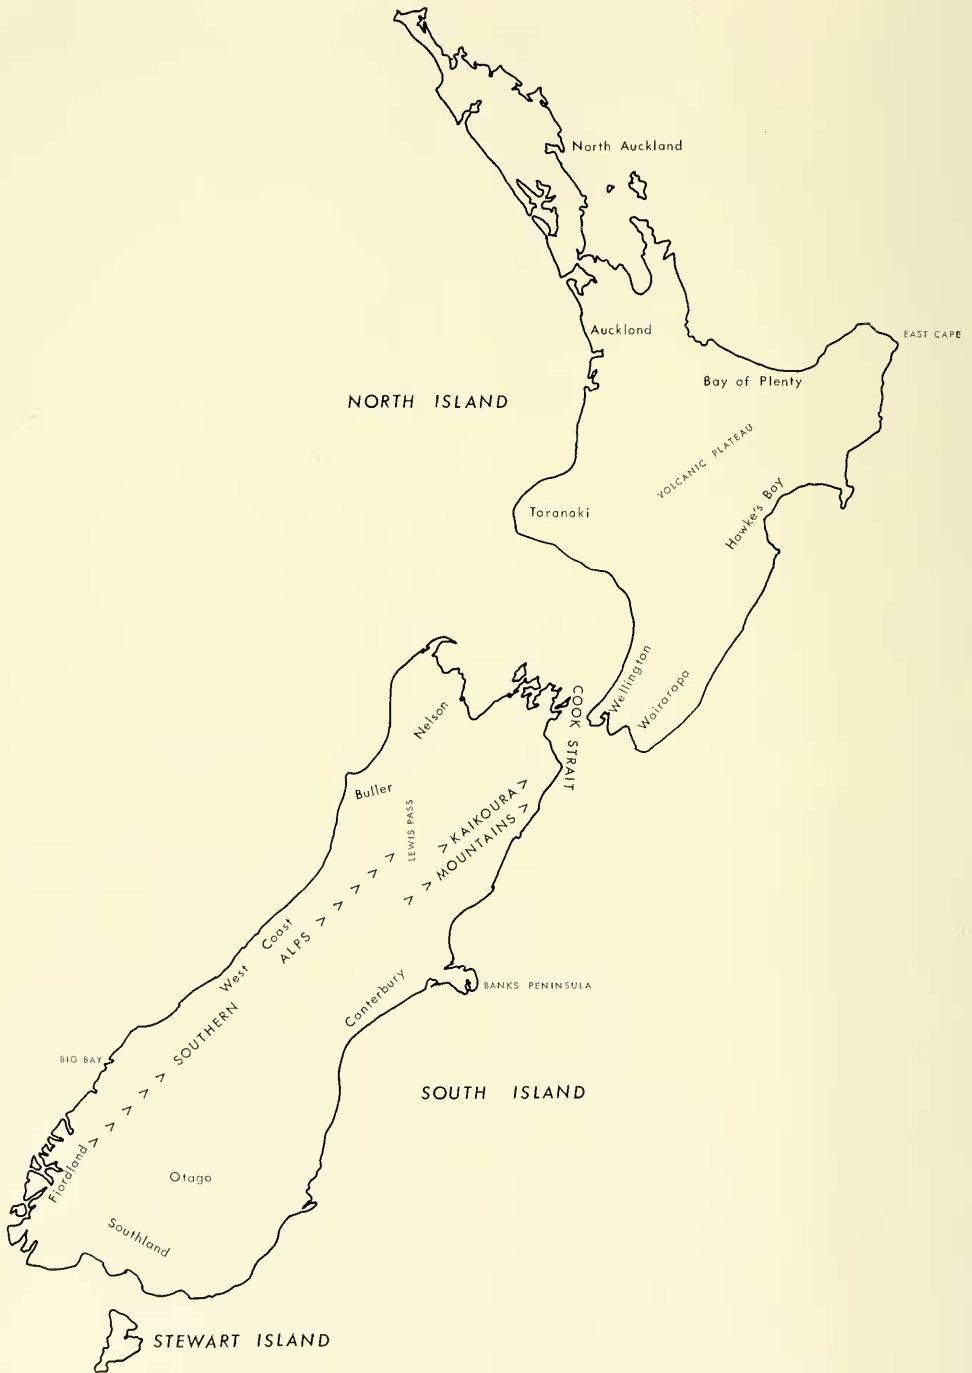 North Auckland
Auckland
EAST CAPE
Bay of Plenty
NORTH ISLAND
VOLCANIC PLATEAU
Hawke's Bay
Taranaki
Wellington
Wairarapa
COOK STRAIT
Nelson
Buller
LEWIS PASS
KAIKOURA
MOUNTAINS
West Coast
SOUTHERN ALPS
Canterbury
BANKS PENINSULA
BIG BAY
SOUTH ISLAND
Fiordland
Otago
Southland
STEWART ISLAND